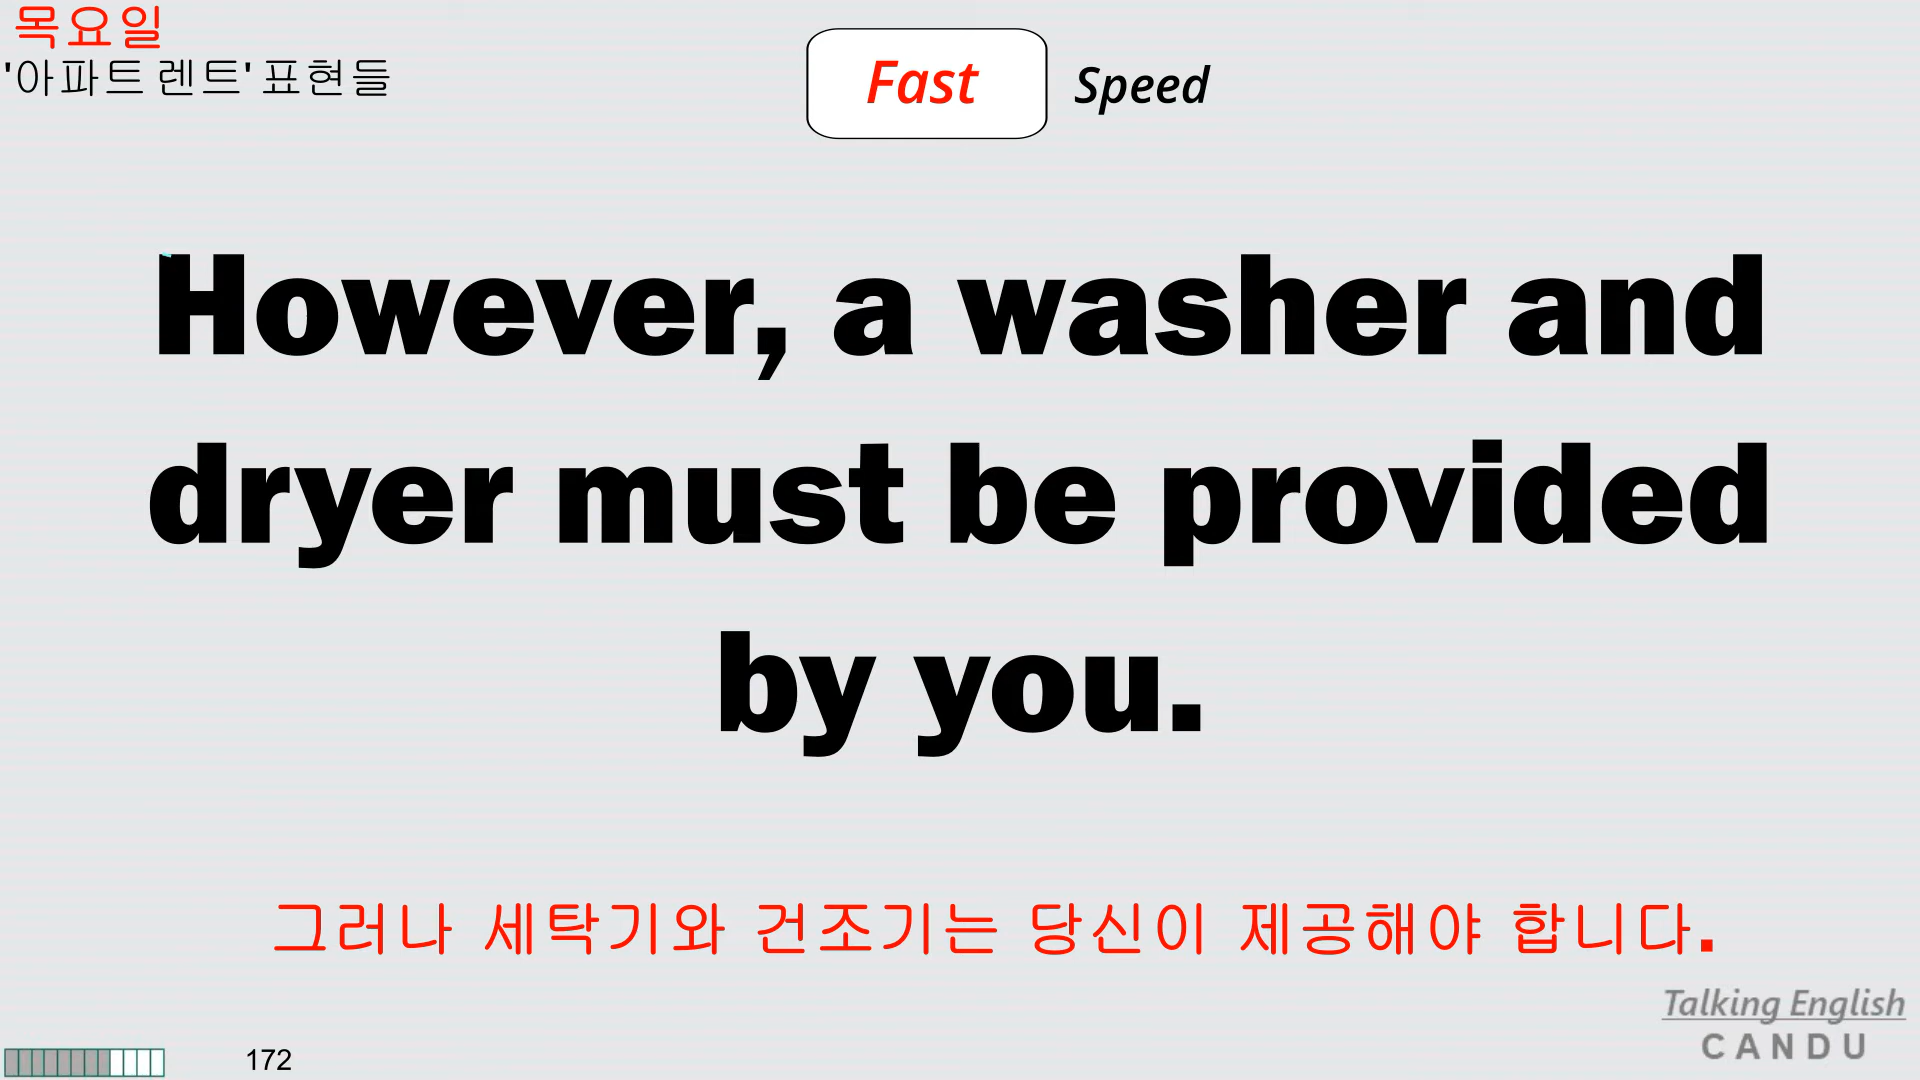 목요일
'아파트 렌트' 표현들
Fast Speed
However, a washer and
dryer must be provided
by you.
그러나 세탁기와 건조기는 당신이 제공해야 합니다.
Talking English
CANDU
172